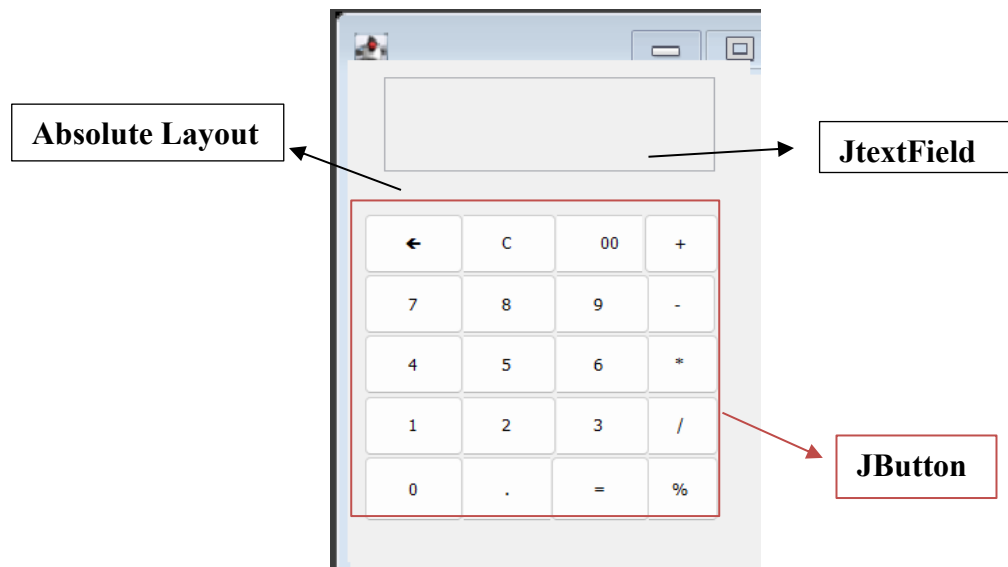 Absolute Layout
JtextField
🡰 C 00 +
7 8 9 -
4 5 6 *
1 2 3 /
JButton
0 . = %